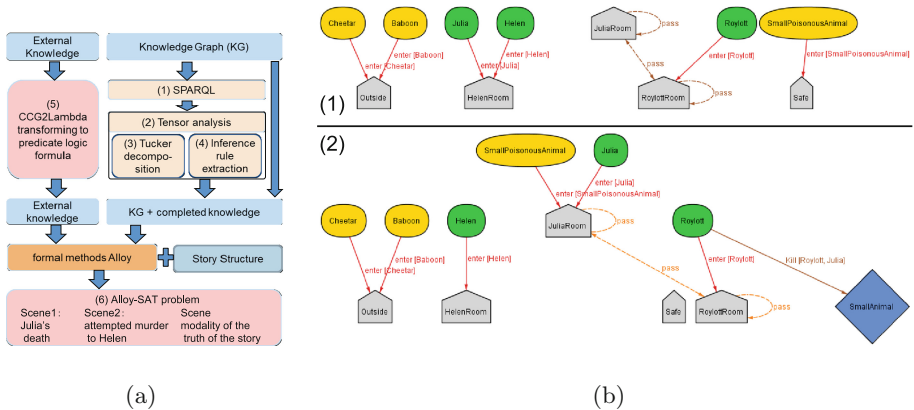 External
Knowledge
Knowledge Graph (KG)
(1) SPARQL
(2) Tensor analysis
(3) Tucker
decompo-
sition
(4) Inference
rule
extraction
(5)
CCG2Lambda
transforming to
predicate logic
formula
External
knowledge
KG + completed knowledge
formal methods Alloy
Story Structure
(6) Alloy-SAT problem
Scene1: Scene2: Scene
Julia's attempted murder modality of the
death to Helen truth of the story
(a)
Cheetar
Baboon
Julia
Helen
JuliaRoom
pass
Roylott
SmallPoisonousAnimal
enter [Baboon]
enter [Cheetar]
enter [Helen]
enter [Julia]
pass
enter [Roylott]
enter [SmallPoisonousAnimal]
pass
(1)
Outside
HelenRoom
RoylottRoom
Safe
(2)
SmallPoisonousAnimal
Julia
enter [Julia]
enter [SmallPoisonousAnimal]
Cheetar
Baboon
Helen
JuliaRoom
pass
Roylott
enter [Baboon]
enter [Cheetar]
enter [Helen]
pass
enter [Roylott]
Kill [Roylott, Julia]
pass
Outside
HelenRoom
Safe
RoylottRoom
SmallAnimal
(b)